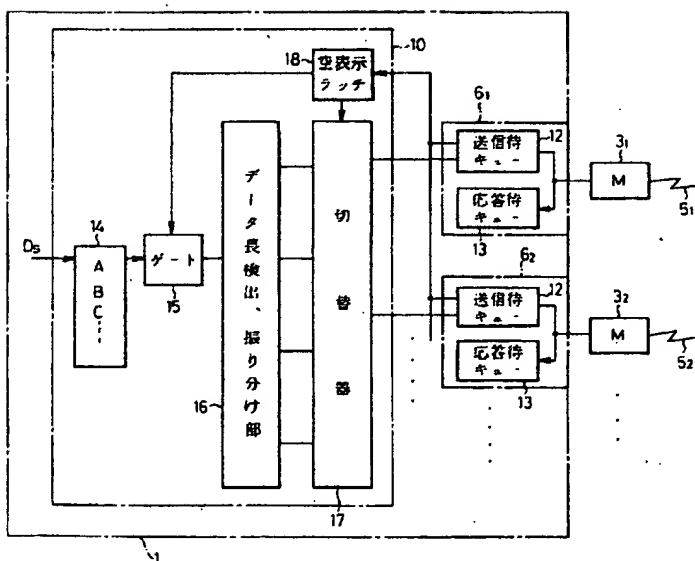 10
18
空表示
ラッチ
6₁
送信待
キュー
12
3₁
M
5₁
応答待
キュー
13
14
Ds
A
B
C
ゲート
15
データ長検出、振り分け部
16
切替器
17
6₂
送信待
キュー
12
3₂
M
5₂
応答待
キュー
13
1